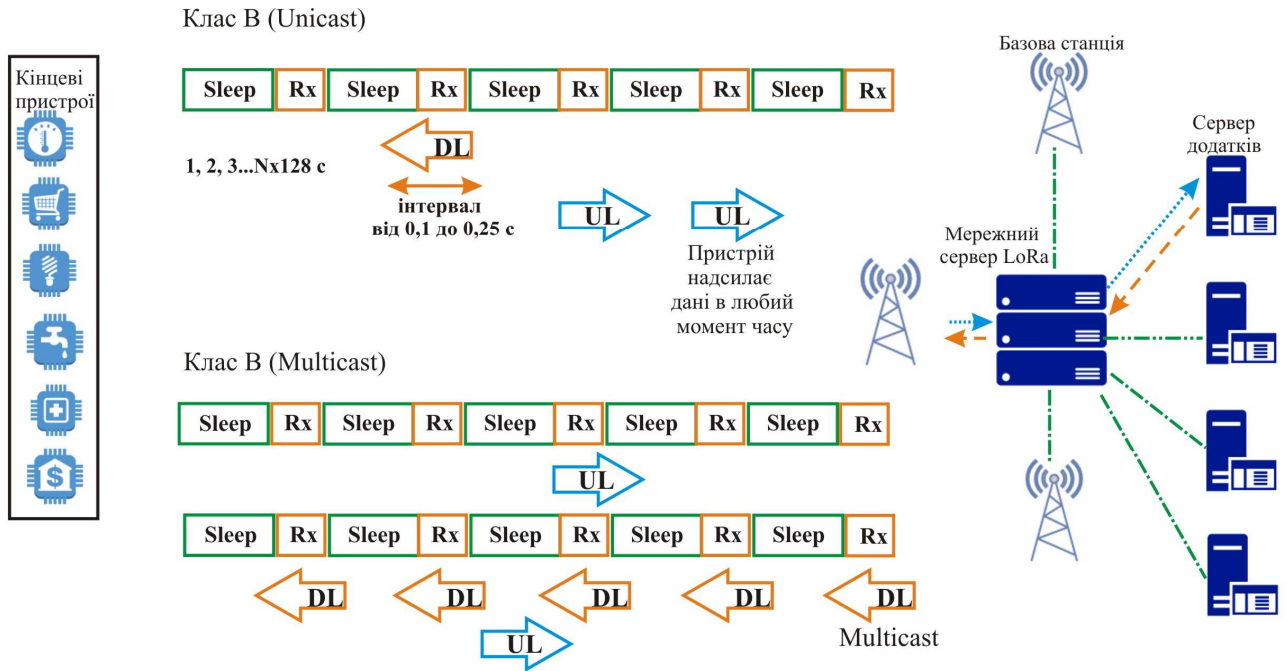 Клас B (Unicast)
Кінцеві
пристрої
Sleep Rx Sleep Rx Sleep Rx Sleep Rx Sleep Rx
DL
1, 2, 3...Nx128 с
інтервал
від 0,1 до 0,25 с
UL UL
Пристрій
надсилає
дані в любий
момент часу
Базова станція
Сервер
додатків
Мережний
сервер LoRa
Клас B (Multicast)
Sleep Rx Sleep Rx Sleep Rx Sleep Rx Sleep Rx
UL
Sleep Rx Sleep Rx Sleep Rx Sleep Rx Sleep Rx
DL DL DL DL DL
UL
Multicast
$